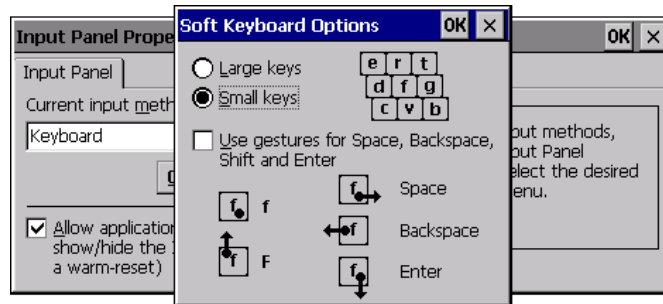 Input Panel Prope
OK
Input Panel
Current input meth
Keyboard
Allow application
show/hide the
a warm-reset)
put methods,
put Panel
elect the desired
enu.
Soft Keyboard Options
OK
Large keys
Small keys
e r t
d f g
c v b
Use gestures for Space, Backspace,
Shift and Enter
f f
f F
f Space
f Backspace
f Enter